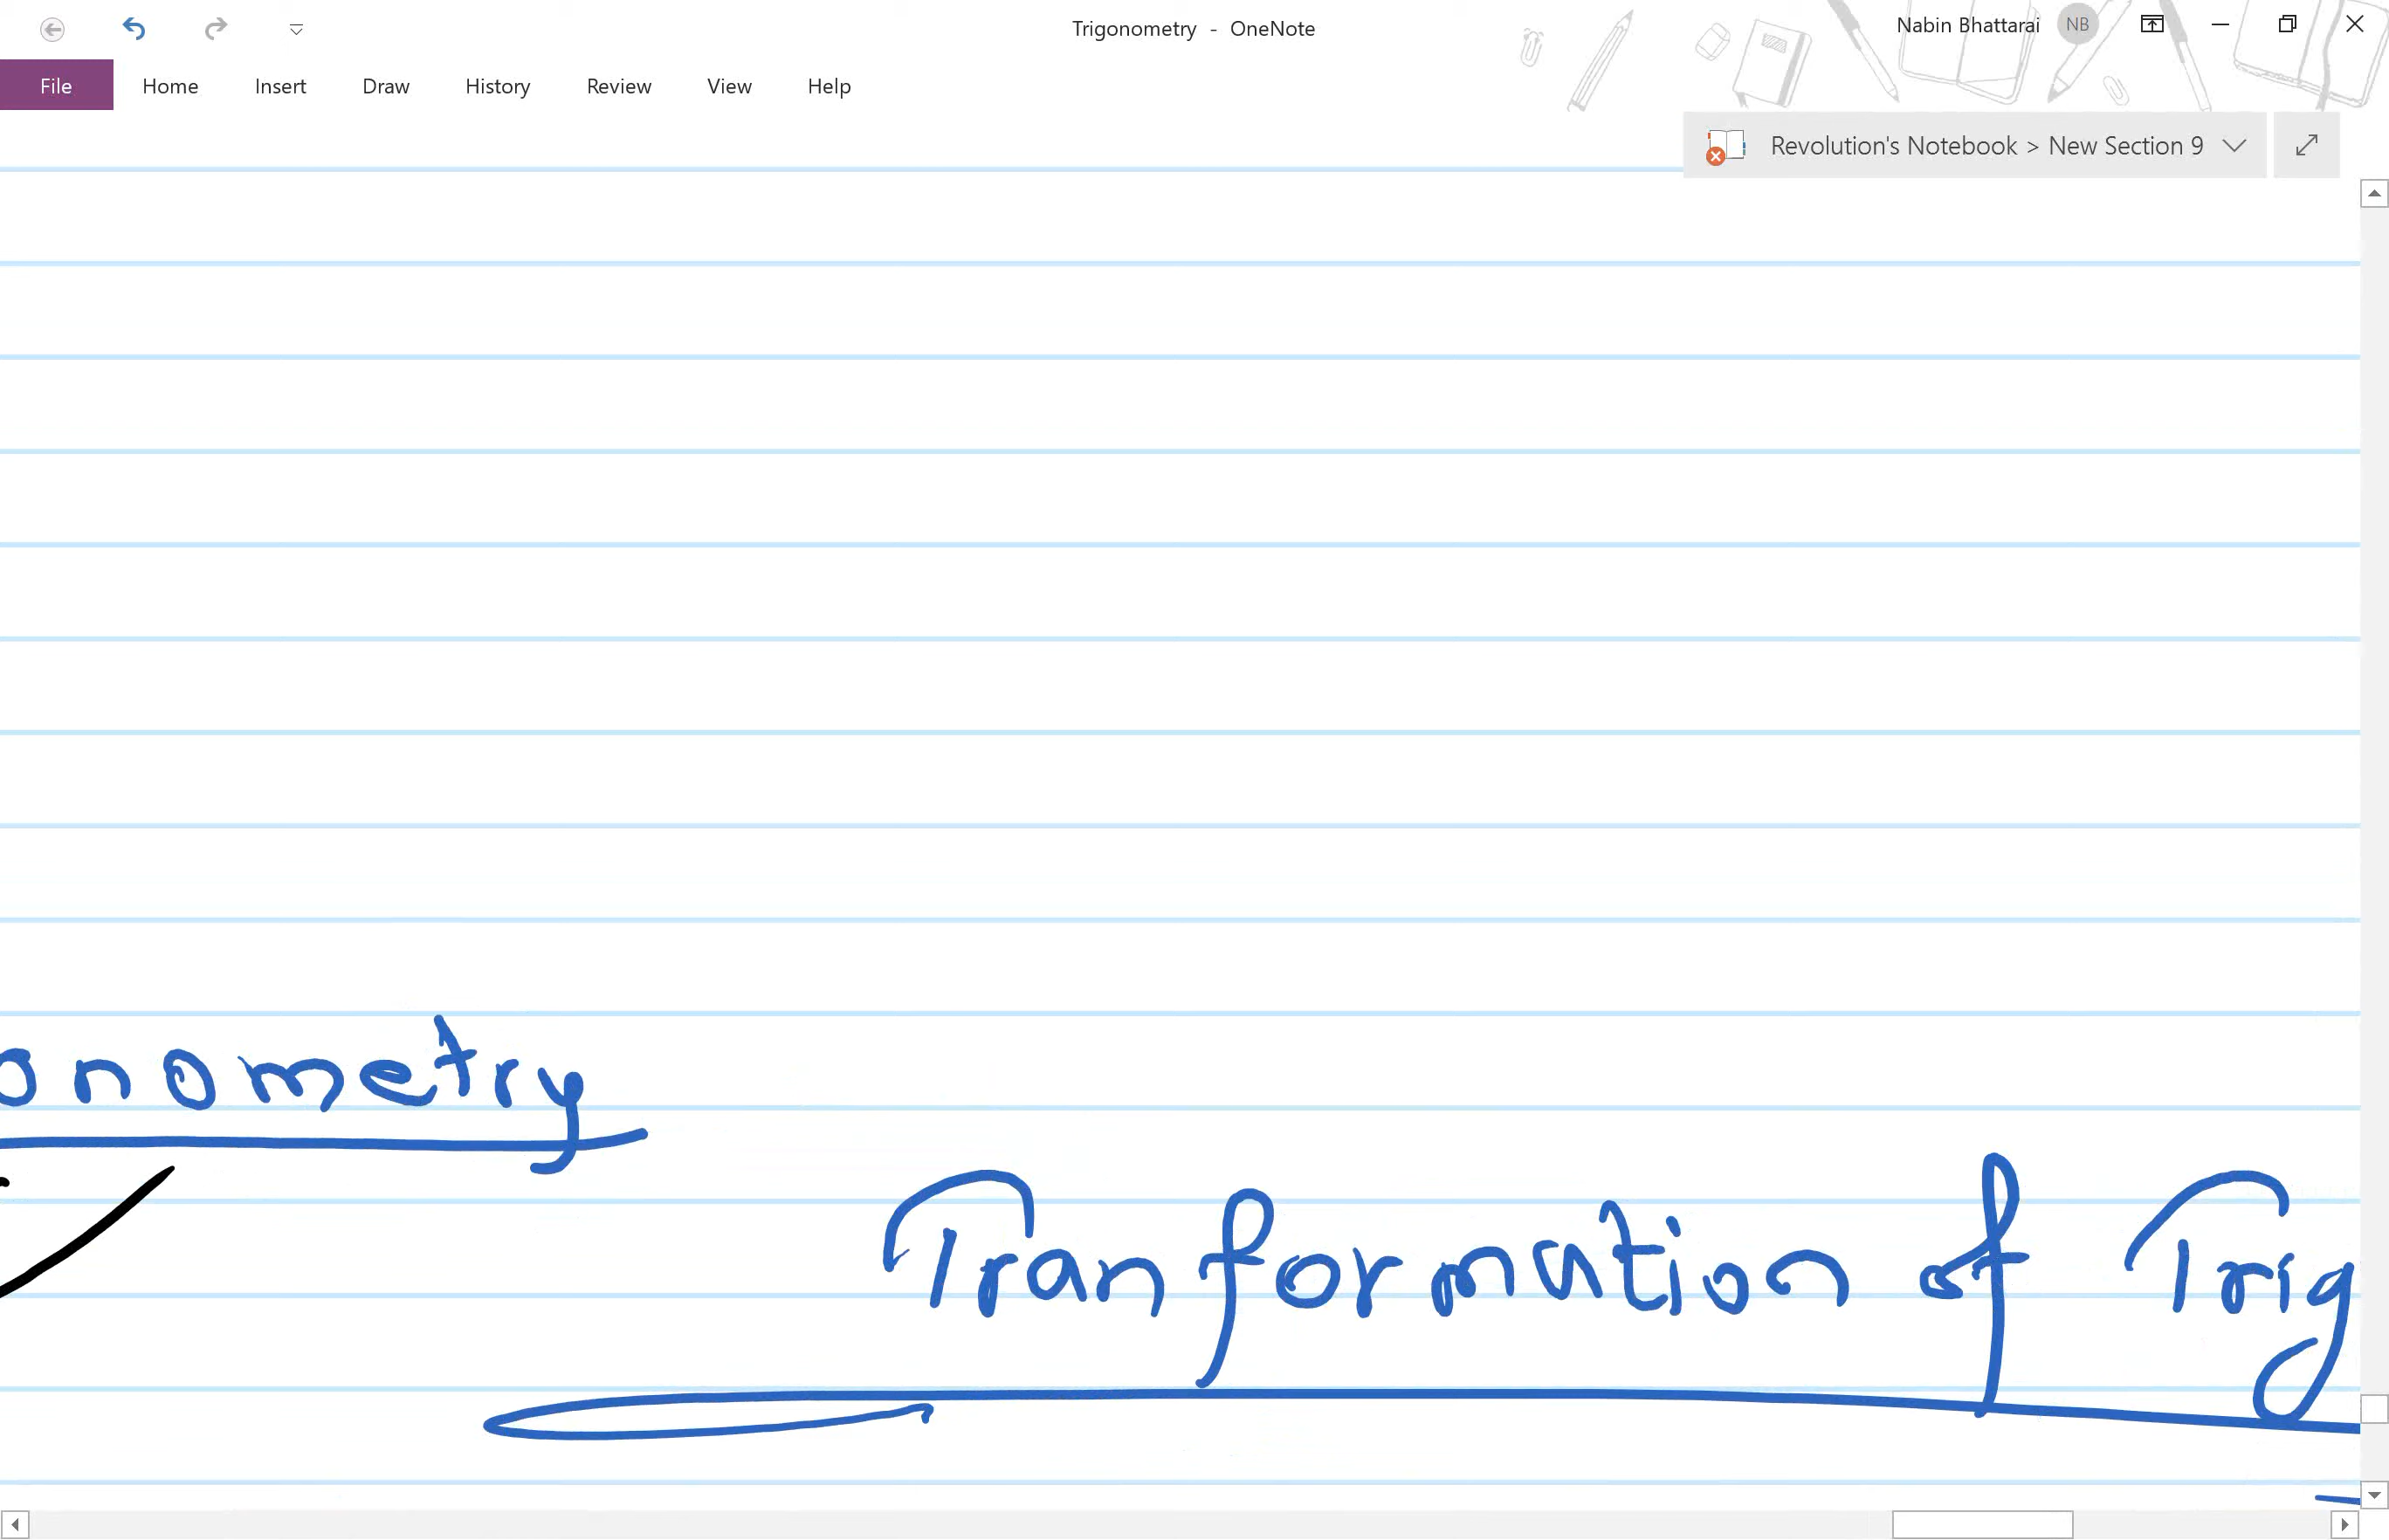 Trigonometry - OneNote
Nabin Bhattarai NB
File Home Insert Draw History Review View Help
Revolution's Notebook > New Section 9
onometry
Tranformation of Trig